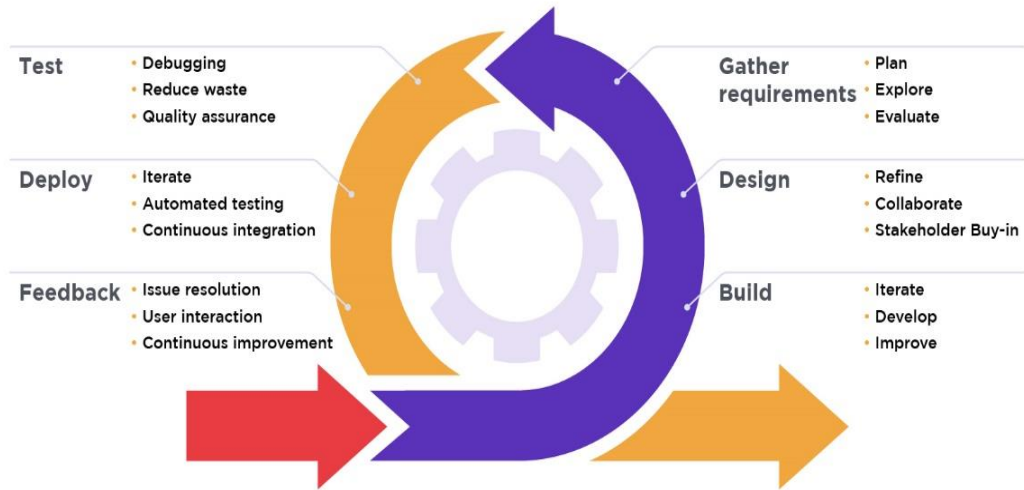 Test
• Debugging
• Reduce waste
• Quality assurance
Deploy
• Iterate
• Automated testing
• Continuous integration
Feedback
• Issue resolution
• User interaction
• Continuous improvement
Gather
requirements
• Plan
• Explore
• Evaluate
Design
• Refine
• Collaborate
• Stakeholder Buy-in
Build
• Iterate
• Develop
• Improve